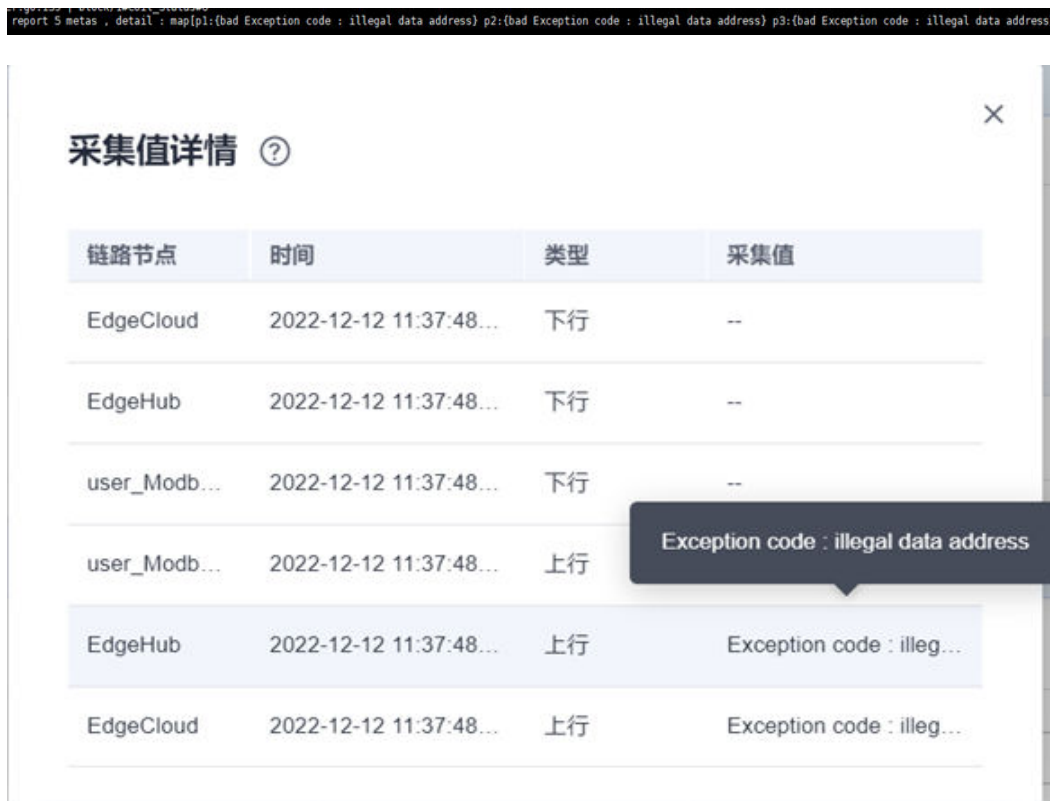 report 5 metas , detail : map[p1:{bad Exception code : illegal data address} p2:{bad Exception code : illegal data address} p3:{bad Exception code : illegal data address
采集值详情 ?
链路节点 时间 类型 采集值
EdgeCloud 2022-12-12 11:37:48... 下行 --
EdgeHub 2022-12-12 11:37:48... 下行 --
user_Modb... 2022-12-12 11:37:48... 下行 --
Exception code : illegal data address
user_Modb... 2022-12-12 11:37:48... 上行
EdgeHub 2022-12-12 11:37:48... 上行 Exception code : illeg...
EdgeCloud 2022-12-12 11:37:48... 上行 Exception code : illeg...